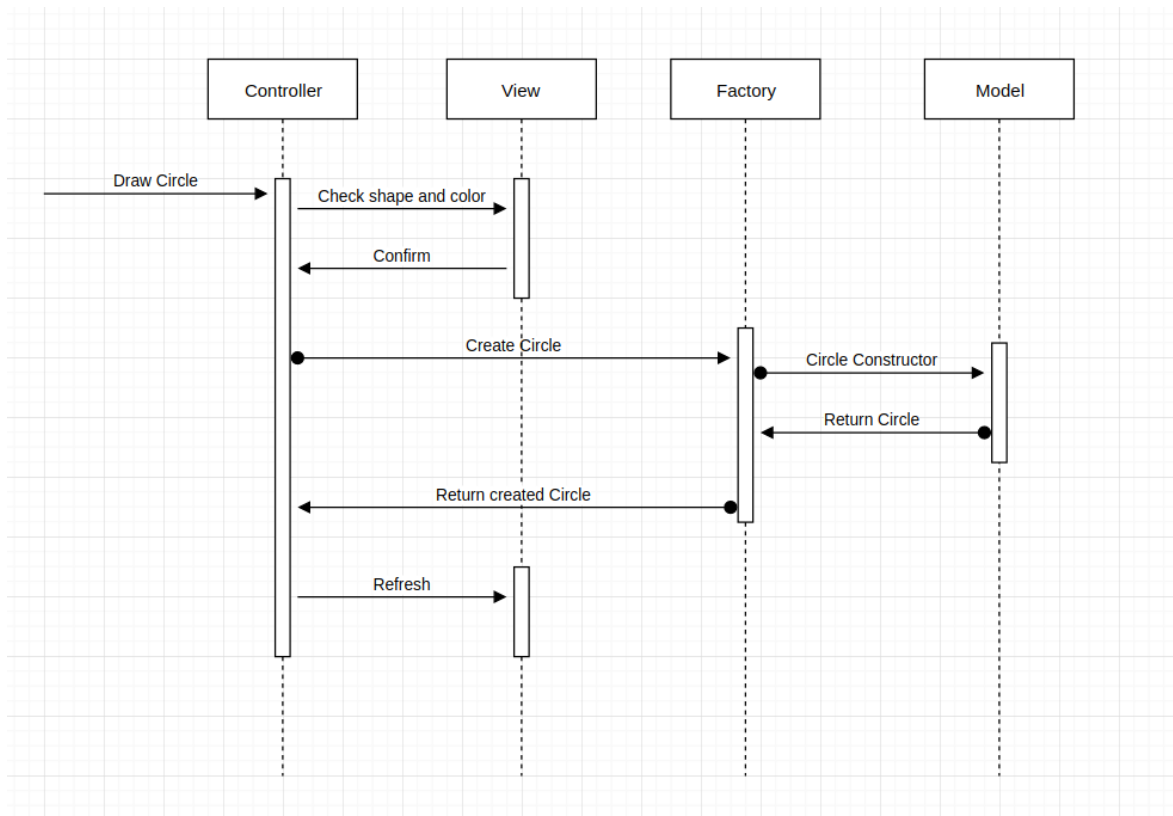 Controller
View
Factory
Model
Draw Circle
Check shape and color
Confirm
Create Circle
Circle Constructor
Return Circle
Return created Circle
Refresh